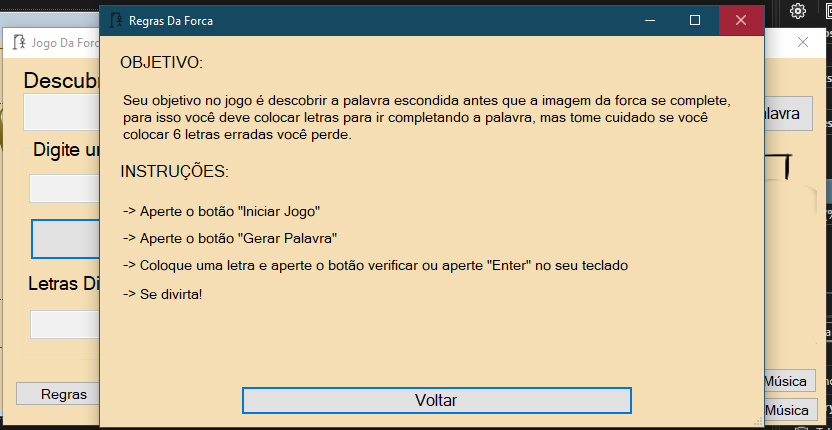 Regras Da Forca
Jogo Da Forc
OBJETIVO:
Descubr
Seu objetivo no jogo é descobrir a palavra escondida antes que a imagem da forca se complete,
para isso você deve colocar letras para ir completando a palavra, mas tome cuidado se você
colocar 6 letras erradas você perde.
alavra
Digite u
INSTRUÇÕES:
-> Aperte o botão "Iniciar Jogo"
-> Aperte o botão "Gerar Palavra"
-> Coloque uma letra e aperte o botão verificar ou aperte "Enter" no seu teclado
Letras Di
-> Se divirta!
Música
Regras
Voltar
Música